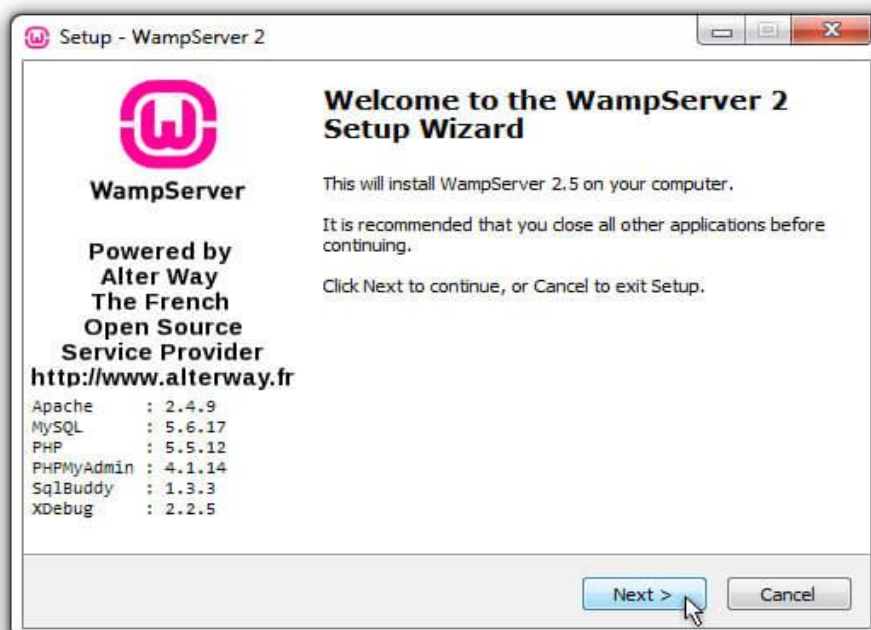 Setup - WampServer 2
WampServer
Powered by
Alter Way
The French
Open Source
Service Provider
http://www.alterway.fr
Apache : 2.4.9
MySQL : 5.6.17
PHP : 5.5.12
PHPMyAdmin : 4.1.14
SqlBuddy : 1.3.3
XDebug : 2.2.5
Welcome to the WampServer 2
Setup Wizard
This will install WampServer 2.5 on your computer.
It is recommended that you close all other applications before
continuing.
Click Next to continue, or Cancel to exit Setup.
Next >
Cancel